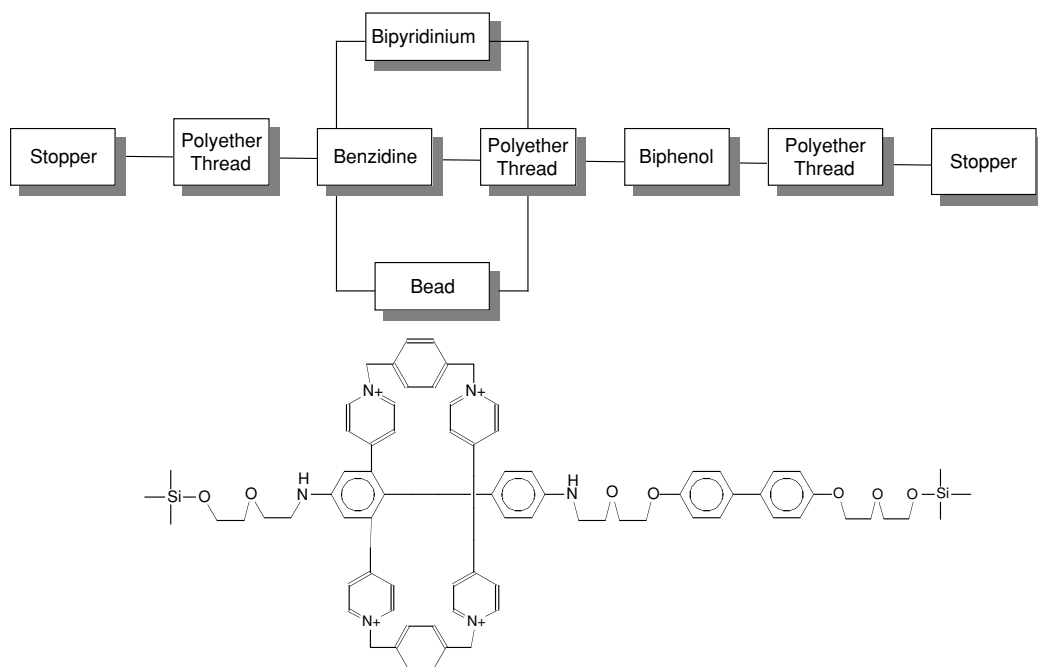 Bipyridinium
Stopper
Polyether
Thread
Benzidine
Polyether
Thread
Biphenol
Polyether
Thread
Stopper
Bead
N+
N+
Si
O
O
H
N
H
N
O
O
O
O
O
Si
N+
N+